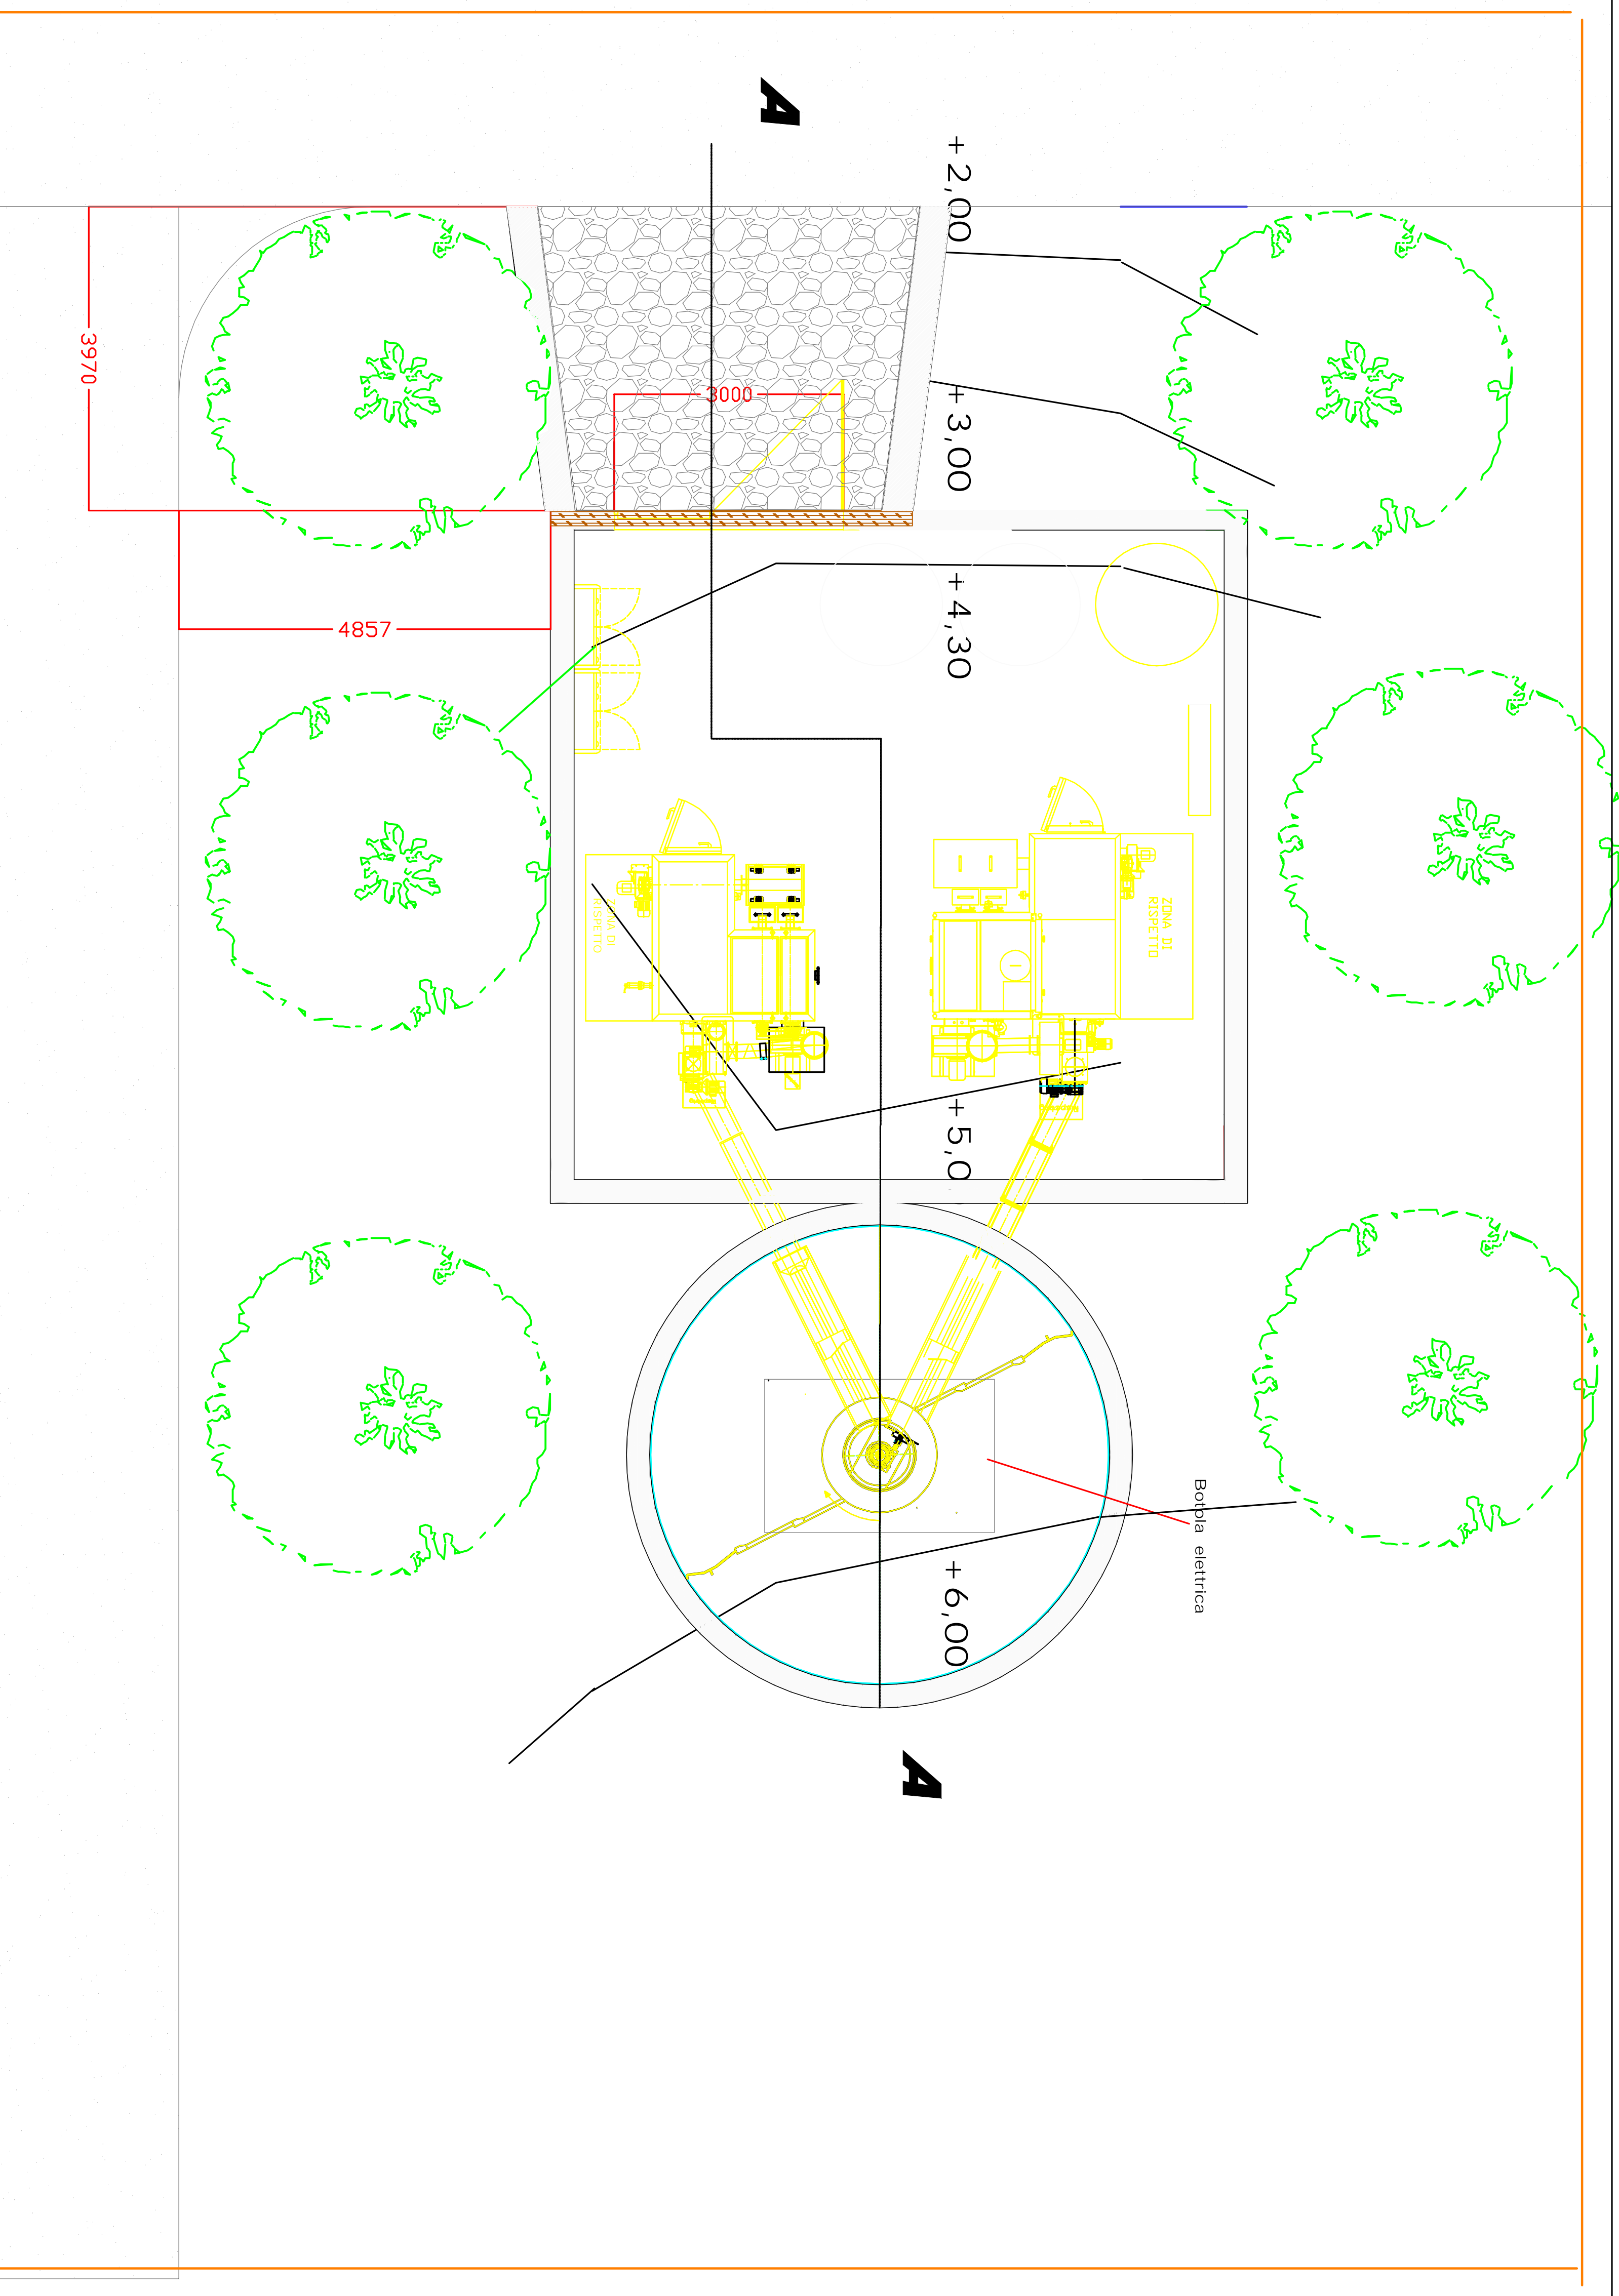 A
+2,00
3970
3000
+3,00
+4,30
4857
ZONA DI
RISPETTO
ZONA DI
RISPETTO
+5,0
Botola elettrica
+6,00
A